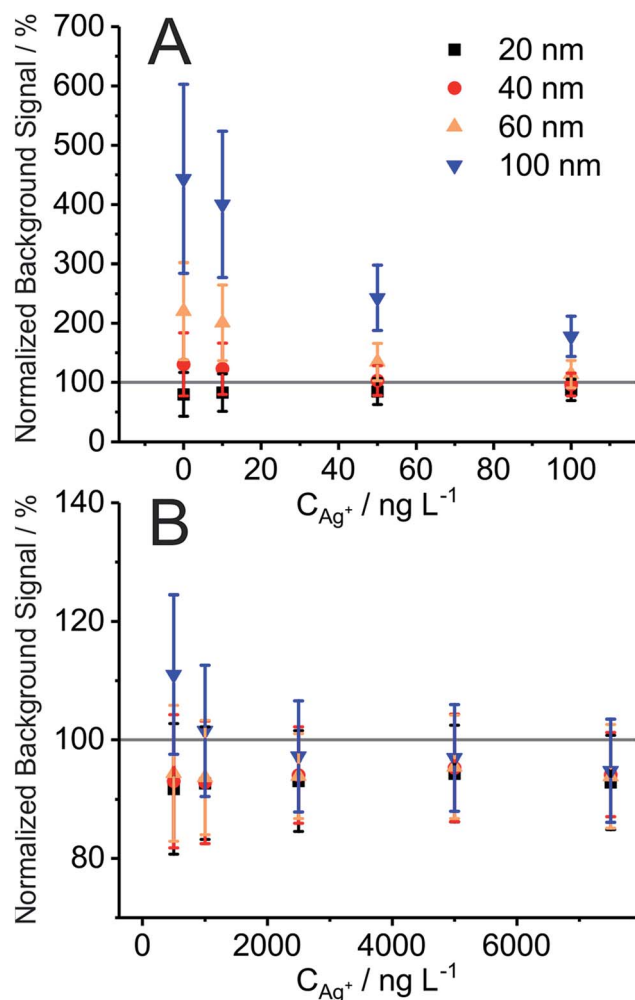 A
20 nm
40 nm
60 nm
100 nm
Normalized Background Signal / %
700
600
500
400
300
200
100
0
0 20 40 60 80 100
C_Ag⁺ / ng L⁻¹
B
Normalized Background Signal / %
140
120
100
80
0 2000 4000 6000
C_Ag⁺ / ng L⁻¹